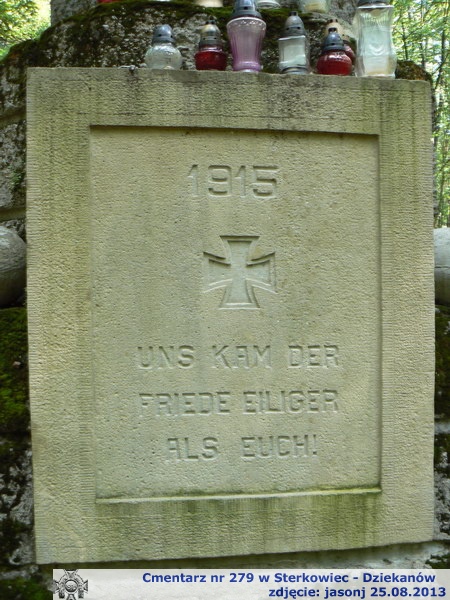 1915
UNS KAM DER
FRIEDE EILIGER
ALS EUCH!
Cmentarz nr 279 w Sterkowiec - Dziekanów
zdjęcie: jasonj 25.08.2013